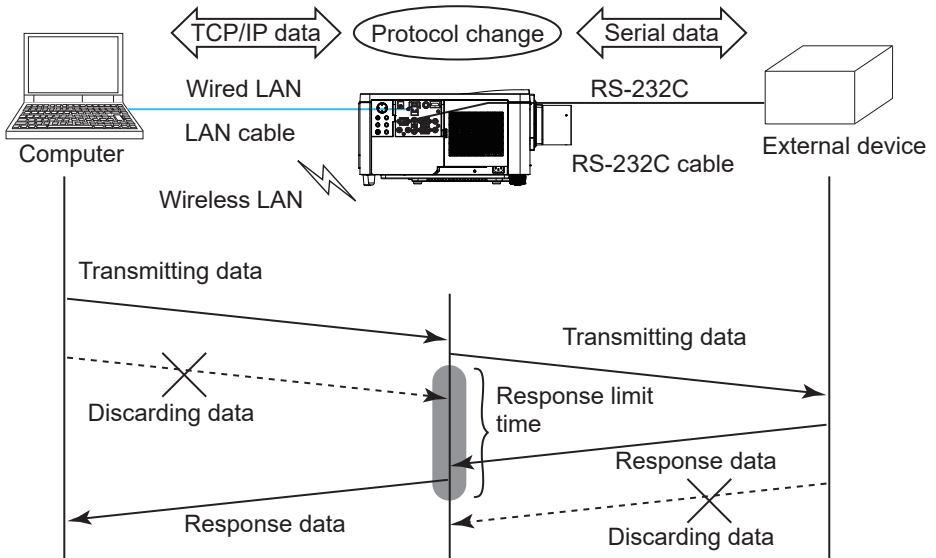 TCP/IP data
Protocol change
Serial data
Wired LAN
RS-232C
LAN cable
Computer
External device
RS-232C cable
Wireless LAN
Transmitting data
Transmitting data
Response limit
time
Discarding data
Response data
Response data
Discarding data